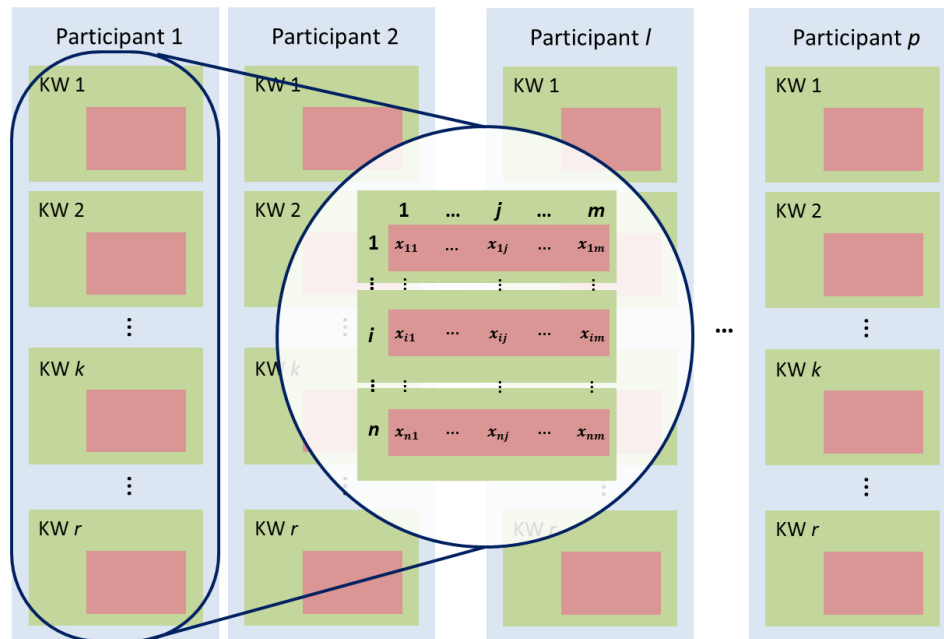 Participant 1
Participant 2
Participant l
Participant p
KW 1
KW 1
KW 1
KW 1
KW 2
KW 2
KW 2
1 ... j ... m
1 x₁₁ ... x₁ⱼ ... x₁ₘ
⋮ ⋮ ⋮ ⋮
i xᵢ₁ ... xᵢⱼ ... xᵢₘ
⋮ ⋮ ⋮ ⋮
n xₙ₁ ... xₙⱼ ... xₙₘ
⋮ ⋮ ... ⋮
KW k
KW k
KW k
⋮ ⋮ ⋮ ⋮
KW r
KW r
KW r
KW r